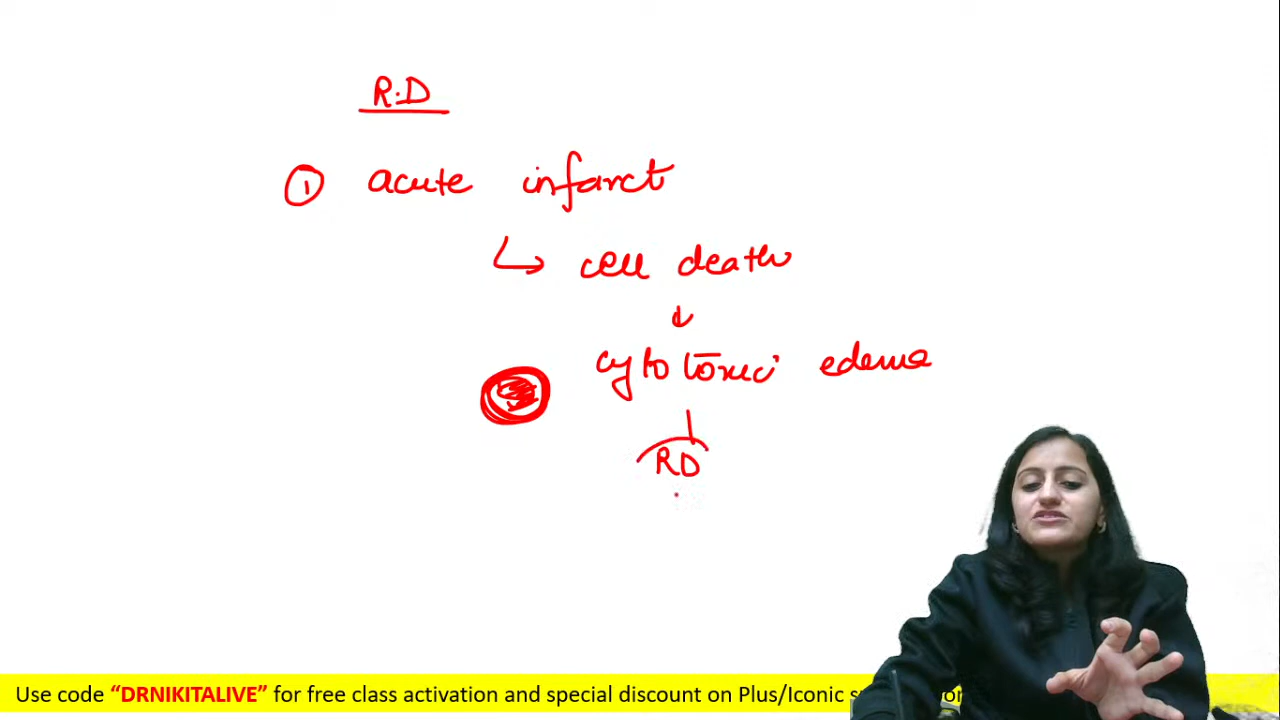 R.D
① acute infarct
↳ cell death
↓
cytotoxic edema
RD
Use code “DRNIKITALIVE” for free class activation and special discount on Plus/Iconic